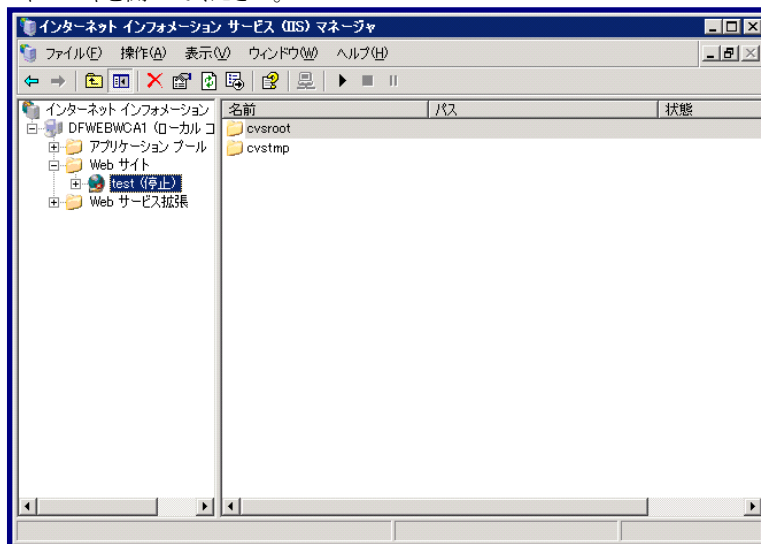 インターネット インフォメーション サービス (IIS) マネージャ
ファイル(F) 操作(A) 表示(V) ウィンドウ(W) ヘルプ(H)
インターネット インフォメーション
DFWEBWCA1 (ローカル コ
アプリケーション プール
Web サイト
test (停止)
Web サービス拡張
名前 パス 状態
cvsroot
cvstmp